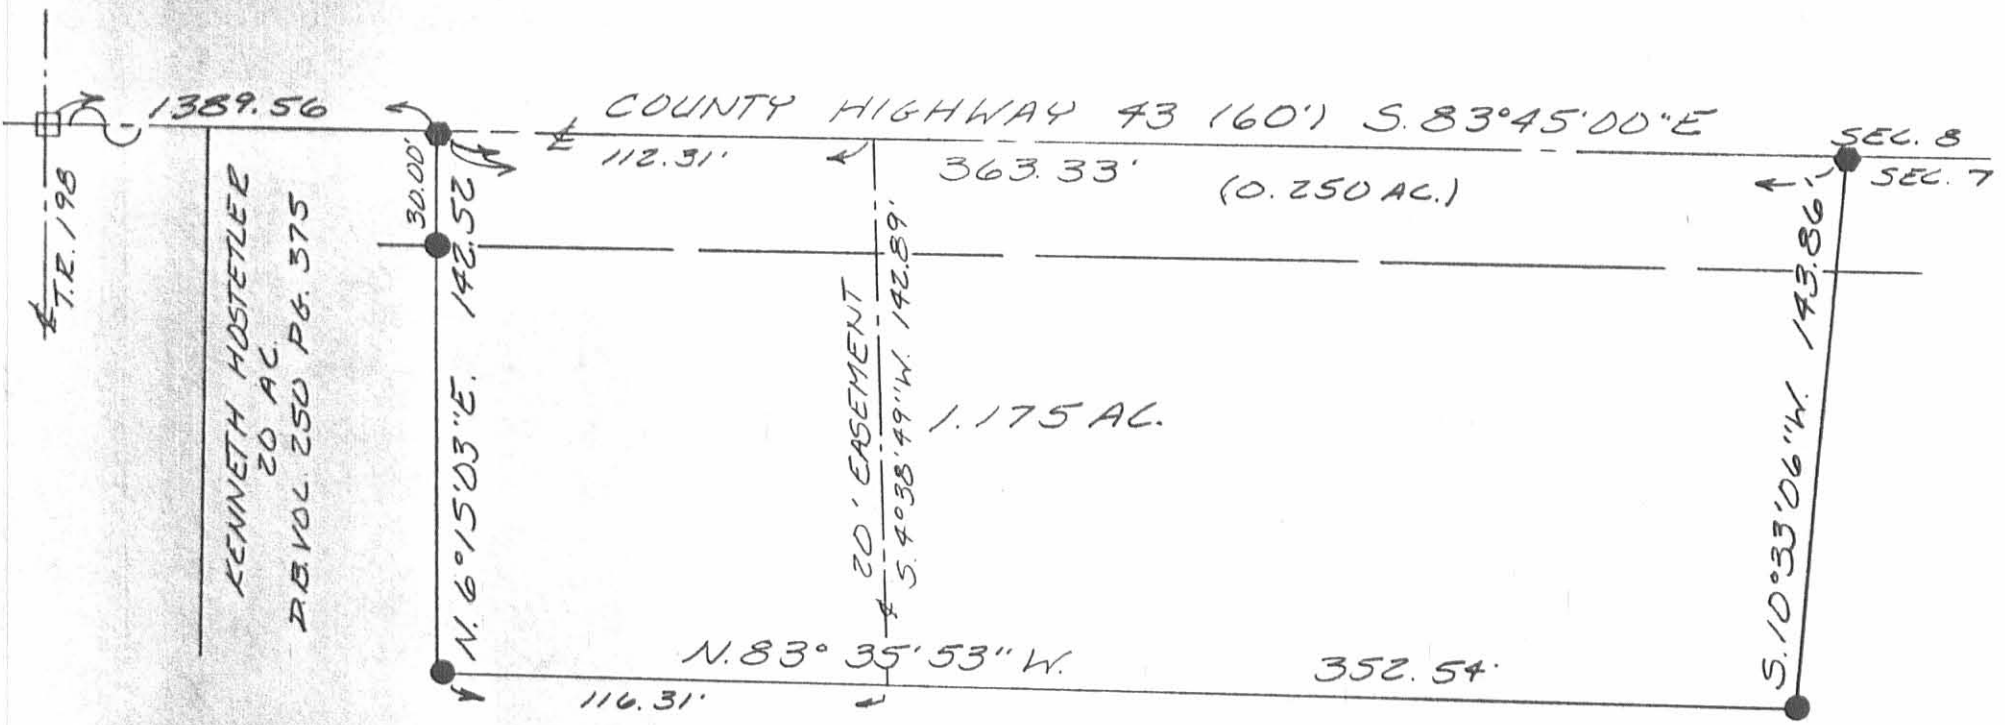 1389.56
COUNTY HIGHWAY 43 (60') S.83°45'00"E
SEC. 8
SEC. 7
112.31'
363.33'
(0.250 AC.)
T.R. 198
KENNETH HOSTETLER
20 AC.
D.B. VOL. 250 PG. 375
30.00'
N.6°15'03"E. 142.52'
20' EASEMENT
S.4°38'49"W. 142.89'
1.175 AC.
S.10°33'06"W. 143.86'
N.83°35'53"W. 352.54'
116.31'